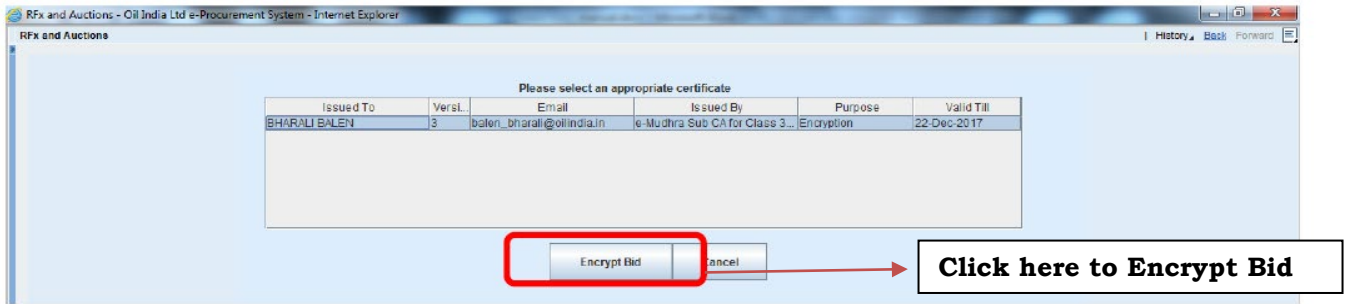 RFx and Auctions - Oil India Ltd e-Procurement System - Internet Explorer
RFx and Auctions
| History Back Forward
Please select an appropriate certificate
Issued To Versi... Email Issued By Purpose Valid Till
BHARALI BALEN 3 balen_bharali@oilindia.in e-Mudhra Sub CA for Class 3... Encryption 22-Dec-2017
Encrypt Bid Cancel
Click here to Encrypt Bid